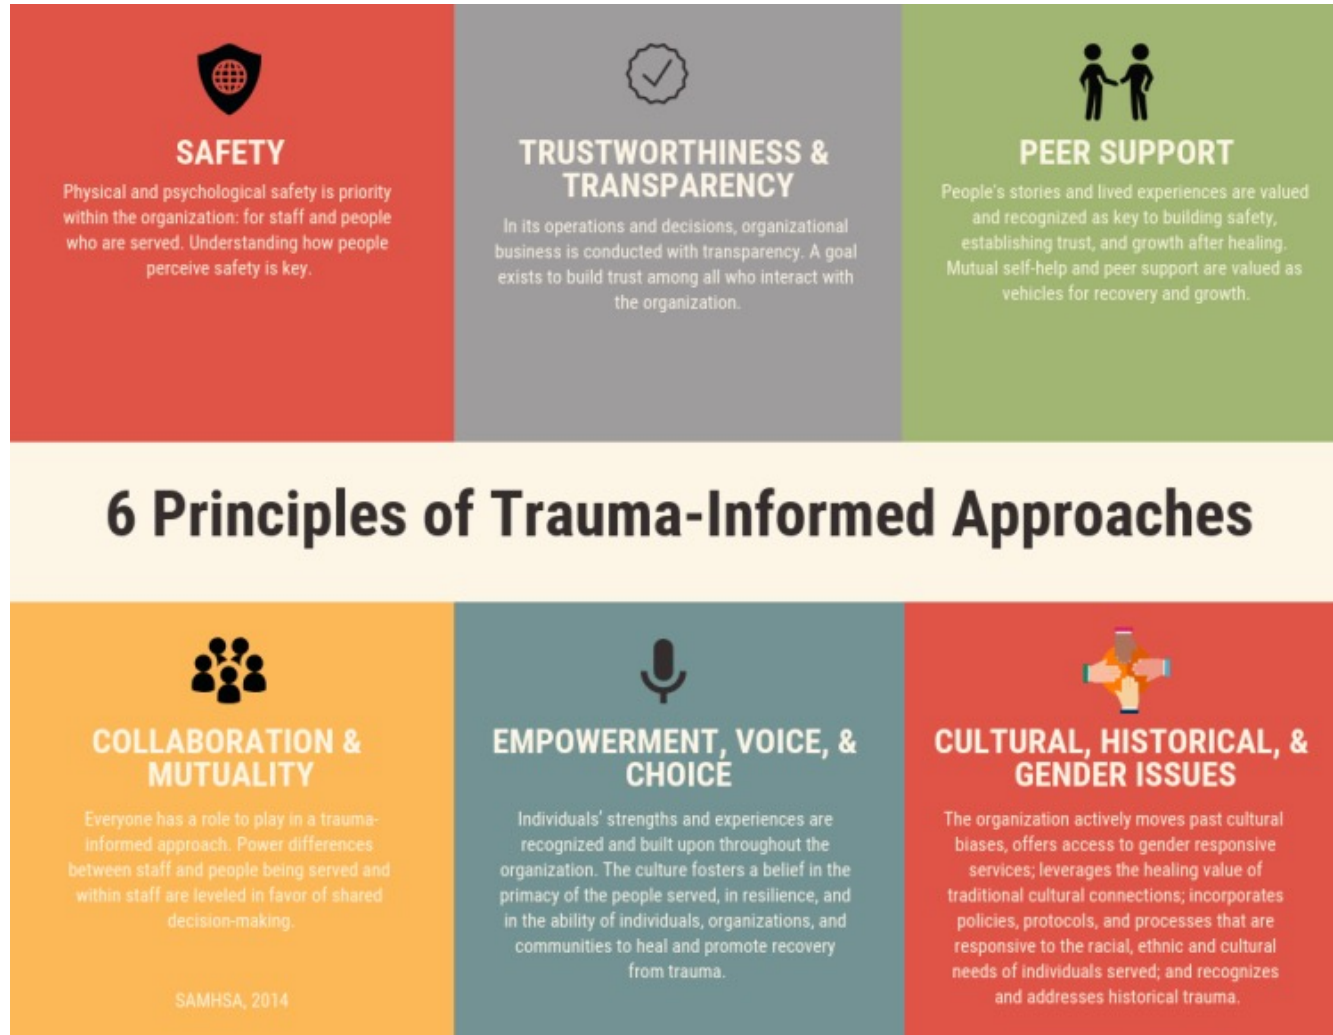 SAFETY
Physical and psychological safety is priority
within the organization: for staff and people
who are served. Understanding how people
perceive safety is key.
TRUSTWORTHINESS &
TRANSPARENCY
In its operations and decisions, organizational
business is conducted with transparency. A goal
exists to build trust among all who interact with
the organization.
PEER SUPPORT
People's stories and lived experiences are valued
and recognized as key to building safety,
establishing trust, and growth after healing.
Mutual self-help and peer support are valued as
vehicles for recovery and growth.
6 Principles of Trauma-Informed Approaches
COLLABORATION &
MUTUALITY
Everyone has a role to play in a trauma-
informed approach. Power differences
between staff and people being served and
within staff are leveled in favor of shared
decision-making.
SAMHSA, 2014
EMPOWERMENT, VOICE, &
CHOICE
Individuals' strengths and experiences are
recognized and built upon throughout the
organization. The culture fosters a belief in the
primacy of the people served, in resilience, and
in the ability of individuals, organizations, and
communities to heal and promote recovery
from trauma.
CULTURAL, HISTORICAL, &
GENDER ISSUES
The organization actively moves past cultural
biases, offers access to gender responsive
services; leverages the healing value of
traditional cultural connections; incorporates
policies, protocols, and processes that are
responsive to the racial, ethnic and cultural
needs of individuals served; and recognizes
and addresses historical trauma.